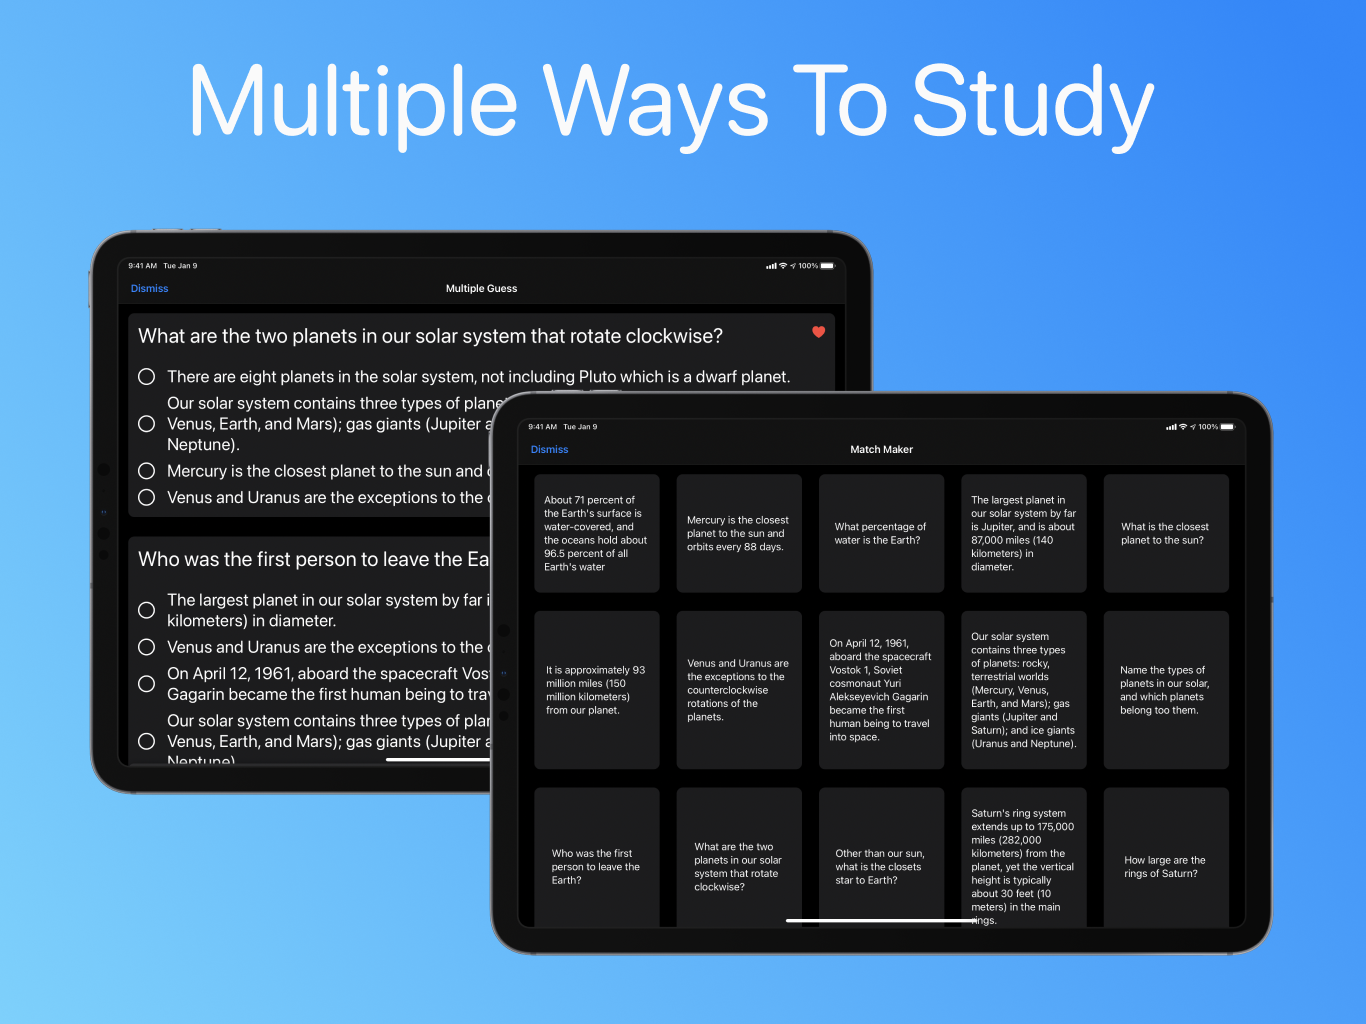 Multiple Ways To Study
9:41 AM Tue Jan 9
100%
Dismiss
Multiple Guess
What are the two planets in our solar system that rotate clockwise?
There are eight planets in the solar system, not including Pluto which is a dwarf planet.
Our solar system contains three types of
Venus, Earth, and Mars); gas giants (Jupiter
Neptune).
Mercury is the closest planet to the sun and
Venus and Uranus are the exceptions to the
Who was the first person to leave the
The largest planet in our solar system by far
kilometers) in diameter.
Venus and Uranus are the exceptions to the
On April 12, 1961, aboard the spacecraft
Gagarin became the first human being to
Our solar system contains three types of
Venus, Earth, and Mars); gas giants (Jupiter
Neptune)
9:41 AM Tue Jan 9
100%
Dismiss
Match Maker
About 71 percent of
the Earth's surface is
water-covered, and
the oceans hold about
96.5 percent of all
Earth's water
Mercury is the closest
planet to the sun and
orbits every 88 days.
What percentage of
water is the Earth?
The largest planet in
our solar system by far
is Jupiter, and is about
87,000 miles (140
kilometers) in
diameter.
What is the closest
planet to the sun?
It is approximately 93
million miles (150
million kilometers)
from our planet.
Venus and Uranus are
the exceptions to the
counterclockwise
rotations of the
planets.
On April 12, 1961,
aboard the spacecraft
Vostok 1, Soviet
cosmonaut Yuri
Alekseyevich Gagarin
became the first
human being to travel
into space.
Our solar system
contains three types
of planets: rocky,
terrestrial worlds
(Mercury, Venus,
Earth, and Mars); gas
giants (Jupiter and
Saturn); and ice giants
(Uranus and Neptune).
Name the types of
planets in our solar,
and which planets
belong too them.
Who was the first
person to leave the
Earth?
What are the two
planets in our solar
system that rotate
clockwise?
Other than our sun,
what is the closets
star to Earth?
Saturn's ring system
extends up to 175,000
miles (282,000
kilometers) from the
planet, yet the vertical
height is typically
about 30 feet (10
meters) in the main
rings.
How large are the
rings of Saturn?